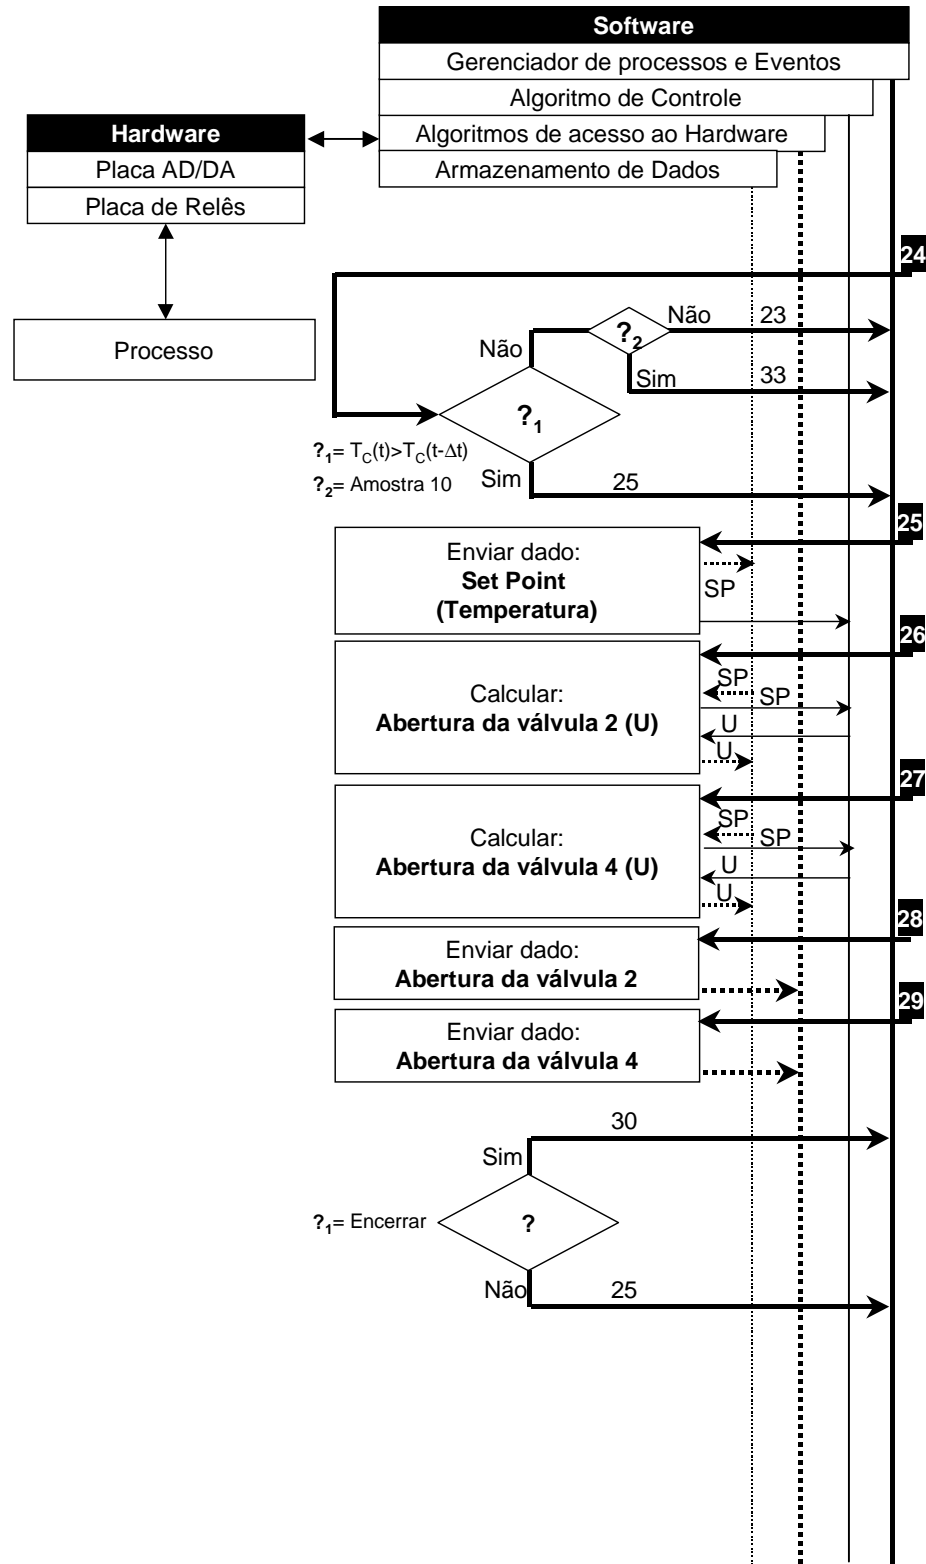 Software
Gerenciador de processos e Eventos
Algoritmo de Controle
Algoritmos de acesso ao Hardware
Armazenamento de Dados
Hardware
Placa AD/DA
Placa de Relês
Processo
24
Não
23
?2
Não
Sim
33
?1
?1= TC(t)>TC(t-Δt)
?2= Amostra 10
Sim
25
25
Enviar dado:
Set Point
(Temperatura)
SP
26
Calcular:
Abertura da válvula 2 (U)
SP
SP
U
U
27
Calcular:
Abertura da válvula 4 (U)
SP
SP
U
U
28
Enviar dado:
Abertura da válvula 2
29
Enviar dado:
Abertura da válvula 4
30
Sim
?1= Encerrar
?
Não
25